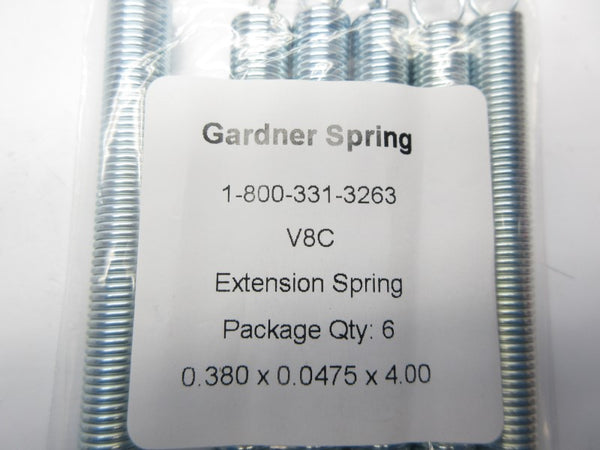 Gardner Spring
1-800-331-3263
V8C
Extension Spring
Package Qty: 6
0.380 x 0.0475 x 4.00